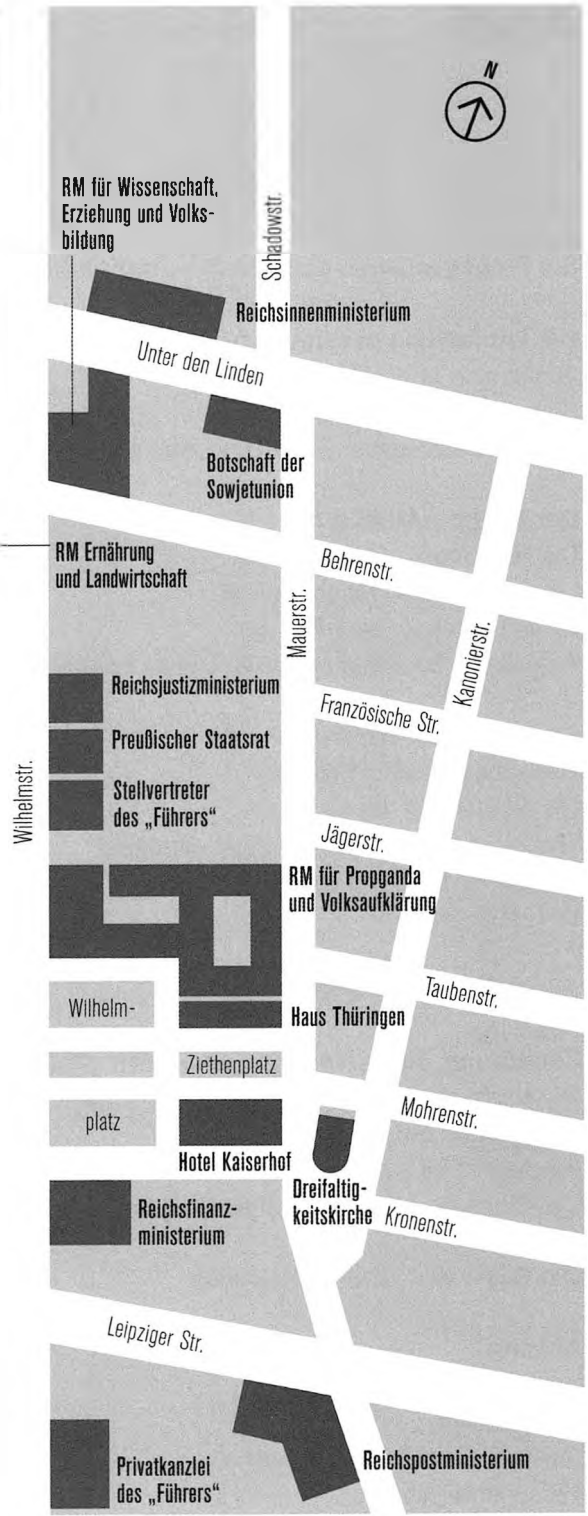 N
RM für Wissenschaft,
Erziehung und Volks-
bildung
Schadowstr.
Reichsinnenministerium
Unter den Linden
Botschaft der
Sowjetunion
RM Ernährung
und Landwirtschaft
Behrenstr.
Mauerstr.
Kanonierstr.
Reichsjustizministerium
Französische Str.
Preußischer Staatsrat
Wilhelmstr.
Stellvertreter
des „Führers“
Jägerstr.
RM für Propganda
und Volksaufklärung
Taubenstr.
Wilhelm-
Haus Thüringen
Ziethenplatz
platz
Mohrenstr.
Hotel Kaiserhof
Dreifaltig-
keitskirche
Kronenstr.
Reichsfinanz-
ministerium
Leipziger Str.
Privatkanzlei
des „Führers“
Reichspostministerium